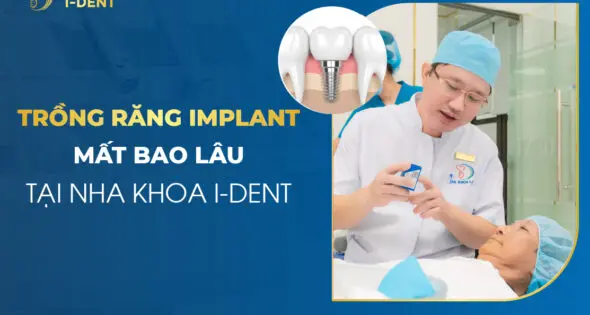 I-DENT
TRỒNG RĂNG IMPLANT
MẤT BAO LÂU
TẠI NHA KHOA I-DENT